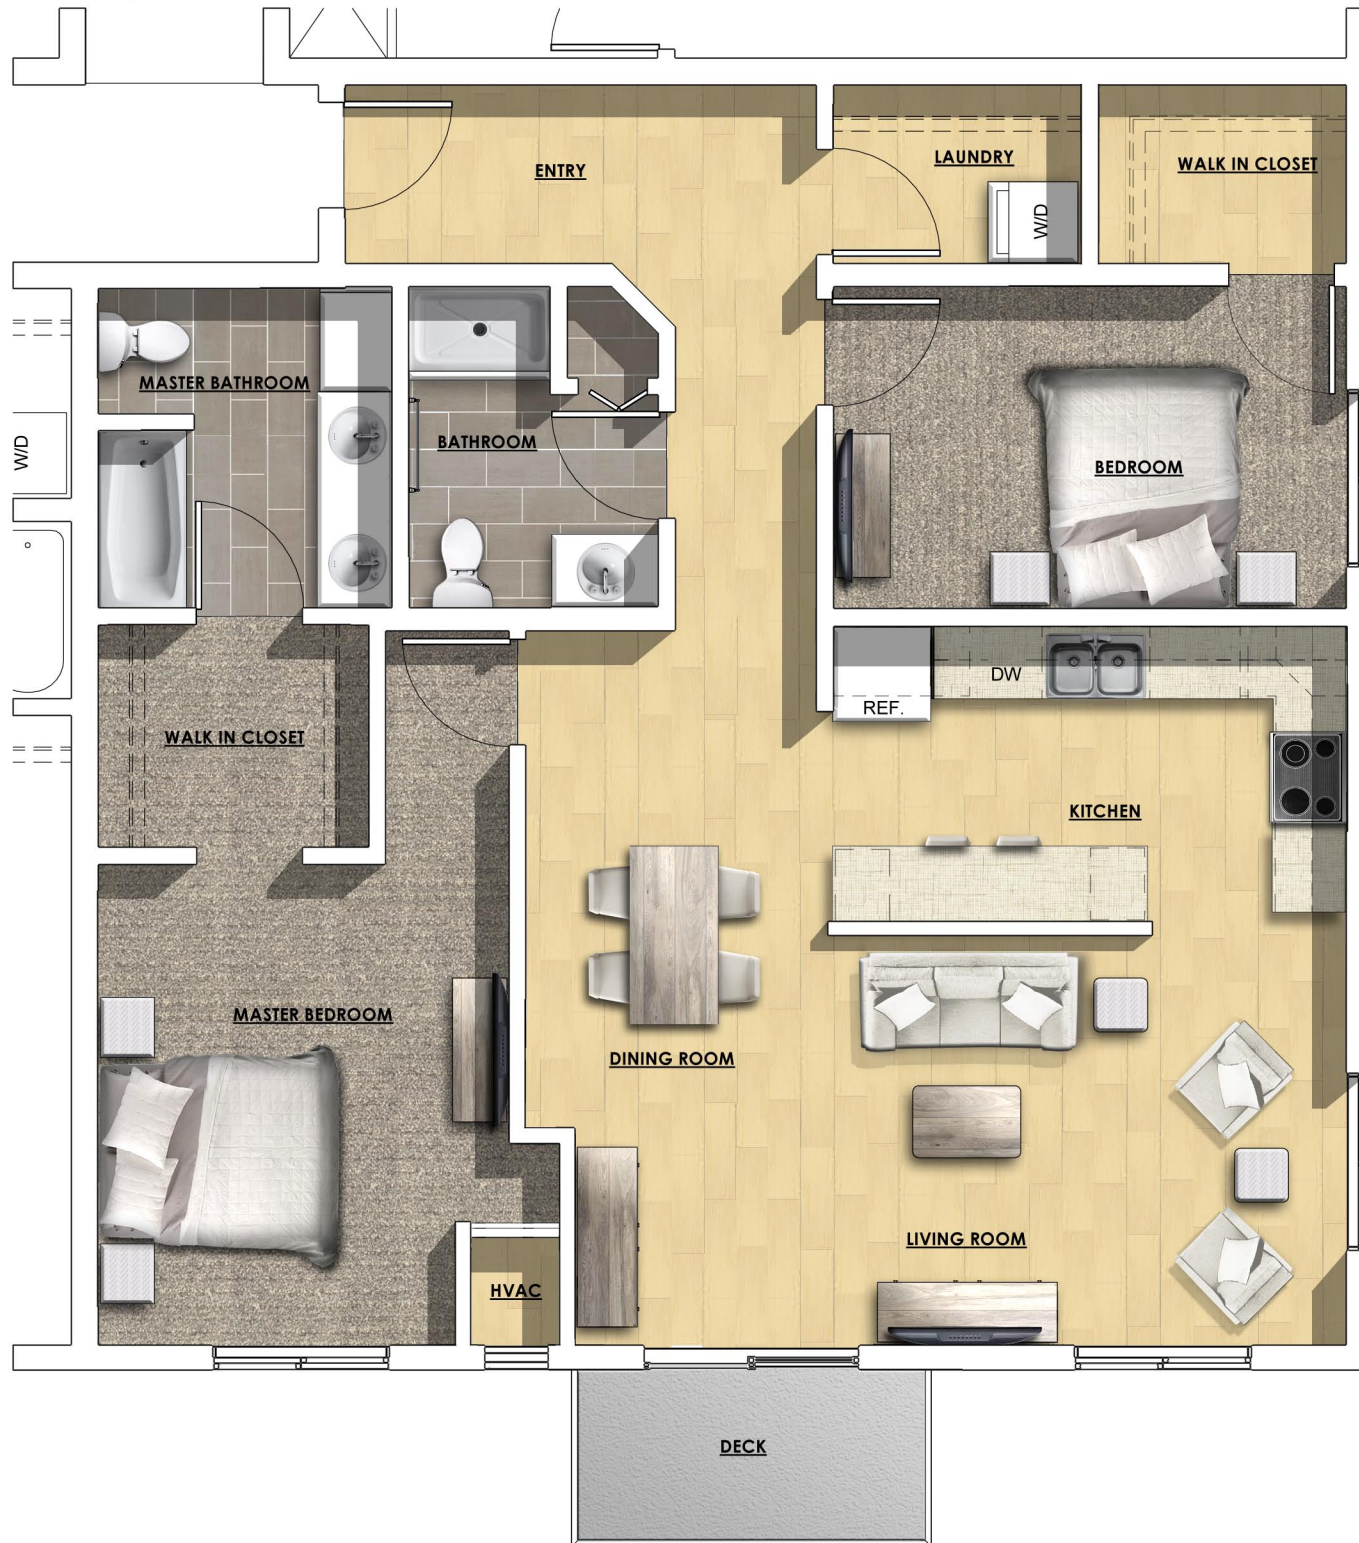 ENTRY
LAUNDRY
WALK IN CLOSET
W/D
MASTER BATHROOM
BATHROOM
W/D
BEDROOM
DW
REF.
WALK IN CLOSET
KITCHEN
MASTER BEDROOM
DINING ROOM
LIVING ROOM
HVAC
DECK